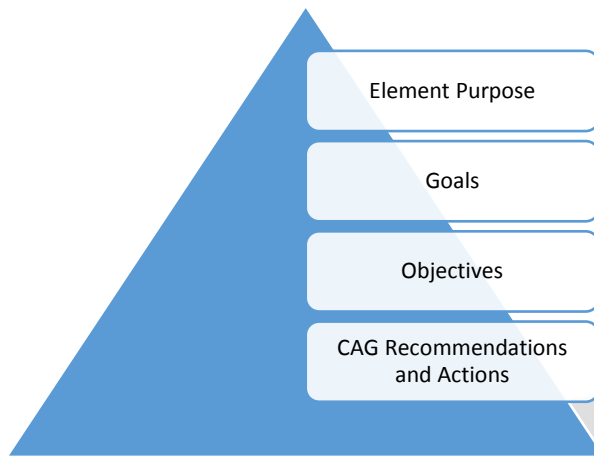 Element Purpose
Goals
Objectives
CAG Recommendations
and Actions